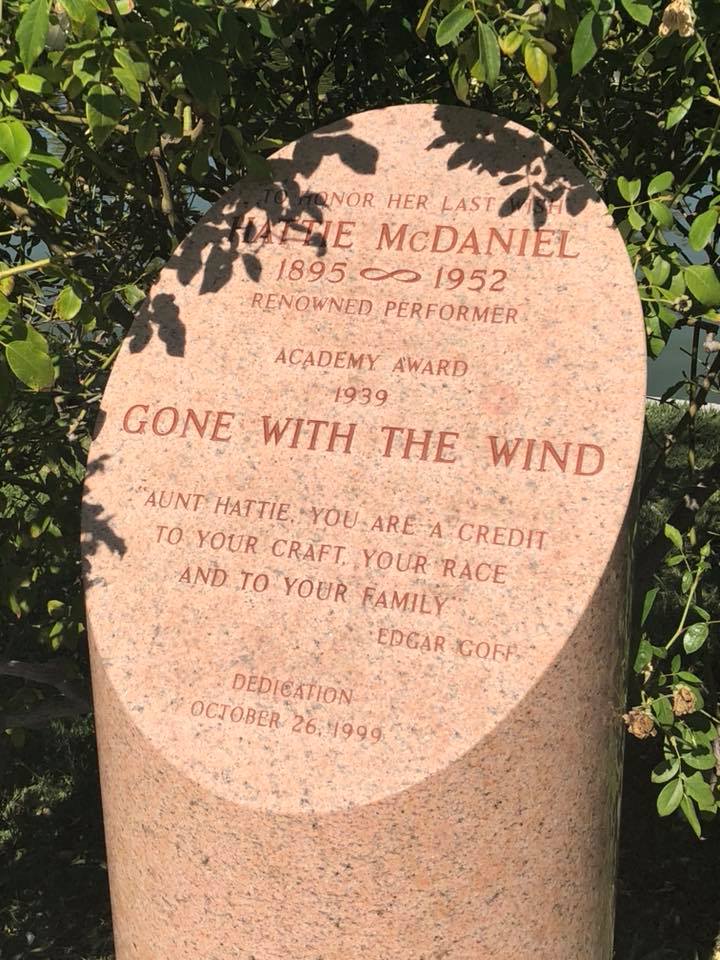 TO HONOR HER LAST WISH
HATTIE McDANIEL
1895 ∞ 1952
RENOWNED PERFORMER
ACADEMY AWARD
1939
GONE WITH THE WIND
"AUNT HATTIE, YOU ARE A CREDIT
TO YOUR CRAFT, YOUR RACE
AND TO YOUR FAMILY"
EDGAR GOFF
DEDICATION
OCTOBER 26, 1999